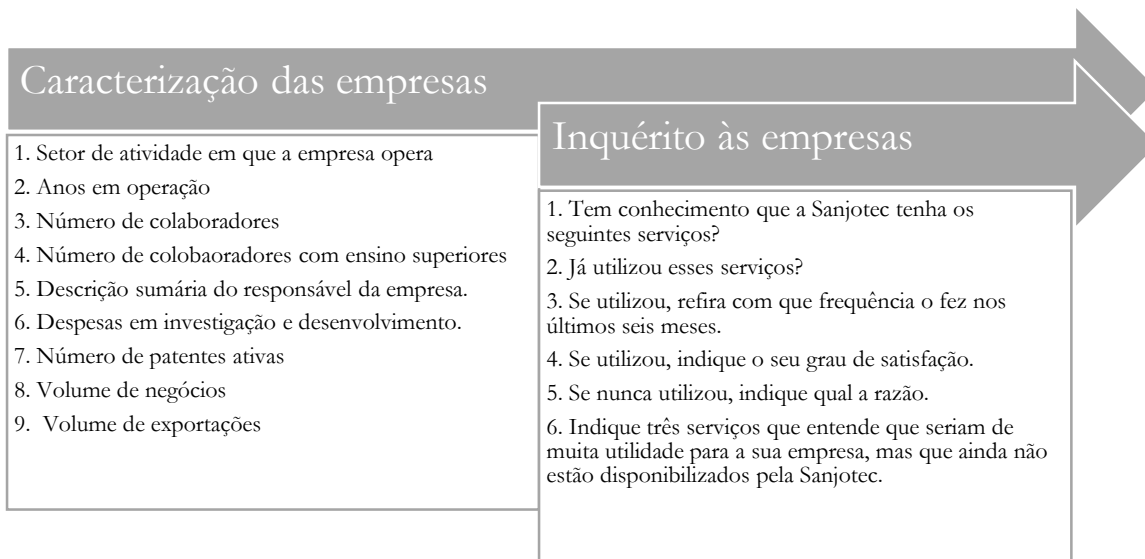 Caracterização das empresas
1. Setor de atividade em que a empresa opera
2. Anos em operação
3. Número de colaboradores
4. Número de colobaoradores com ensino superiores
5. Descrição sumária do responsável da empresa.
6. Despesas em investigação e desenvolvimento.
7. Número de patentes ativas
8. Volume de negócios
9. Volume de exportações
Inquérito às empresas
1. Tem conhecimento que a Sanjotec tenha os
seguintes serviços?
2. Já utilizou esses serviços?
3. Se utilizou, refira com que frequência o fez nos
últimos seis meses.
4. Se utilizou, indique o seu grau de satisfação.
5. Se nunca utilizou, indique qual a razão.
6. Indique três serviços que entende que seriam de
muita utilidade para a sua empresa, mas que ainda não
estão disponibilizados pela Sanjotec.